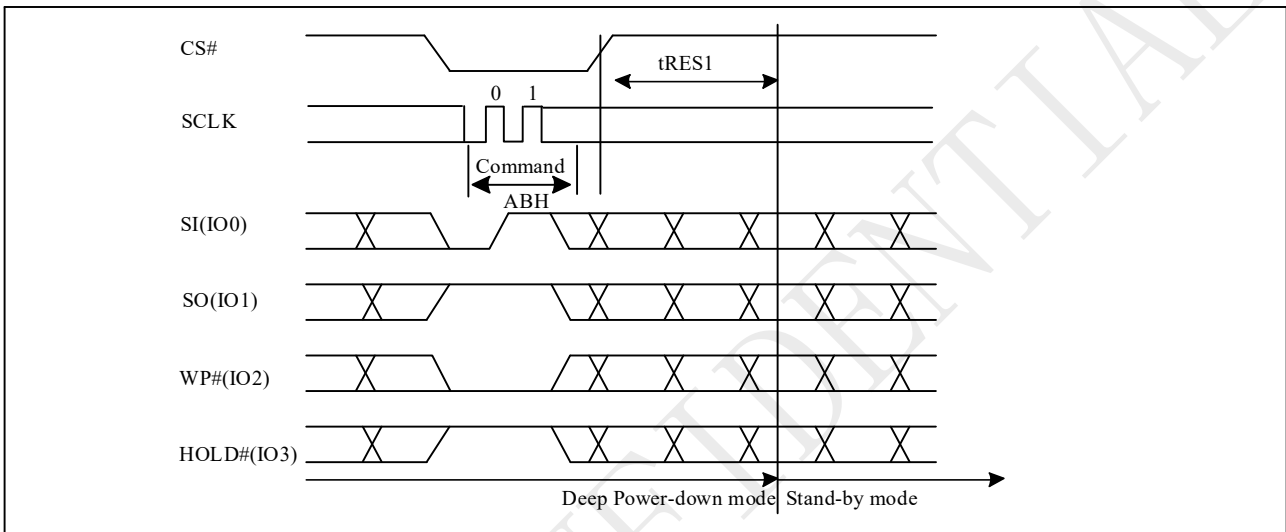 CS#
tRES1
0 1
SCLK
Command
ABH
SI(IO0)
SO(IO1)
WP#(IO2)
HOLD#(IO3)
Deep Power-down mode Stand-by mode